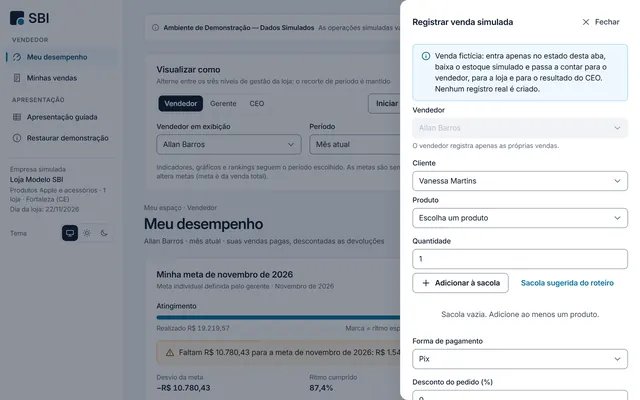 SBI
VENDEDOR
Meu desempenho
Minhas vendas
APRESENTAÇÃO
Apresentação guiada
Restaurar demonstração
Empresa simulada
Loja Modelo SBI
Produtos Apple e acessórios · 1
loja · Fortaleza (CE)
Dia da loja: 22/11/2026
Tema
Ambiente de Demonstração — Dados Simulados As operações simuladas
Visualizar como
Alterne entre os três níveis de gestão da loja: o recorte de período é mantido
Vendedor
Gerente
CEO
Iniciar
Vendedor em exibição
Período
Allan Barros
Mês atual
Indicadores, gráficos e rankings seguem o período escolhido. As metas são
altera metas (meta é da venda total).
Meu espaço · Vendedor
Meu desempenho
Allan Barros · mês atual · suas vendas pagas, descontadas as devoluções
Minha meta de novembro de 2026
Meta individual definida pelo gerente · Novembro de 2026
Atingimento
Realizado R$ 19.219,57
Marca = ritmo
Faltam R$ 10.780,43 para a meta de novembro de 2026: R$
Desvio da meta
Ritmo cumprido
−R$ 10.780,43
87,4%
Registrar venda simulada
Fechar
Venda fictícia: entra apenas no estado desta aba,
baixa o estoque simulado e passa a contar para o
vendedor, para a loja e para o resultado do CEO.
Nenhum registro real é criado.
Vendedor
Allan Barros
O vendedor registra apenas as próprias vendas.
Cliente
Vanessa Martins
Produto
Escolha um produto
Quantidade
1
Adicionar à sacola
Sacola sugerida do roteiro
Sacola vazia. Adicione ao menos um produto.
Forma de pagamento
Pix
Desconto do pedido (%)